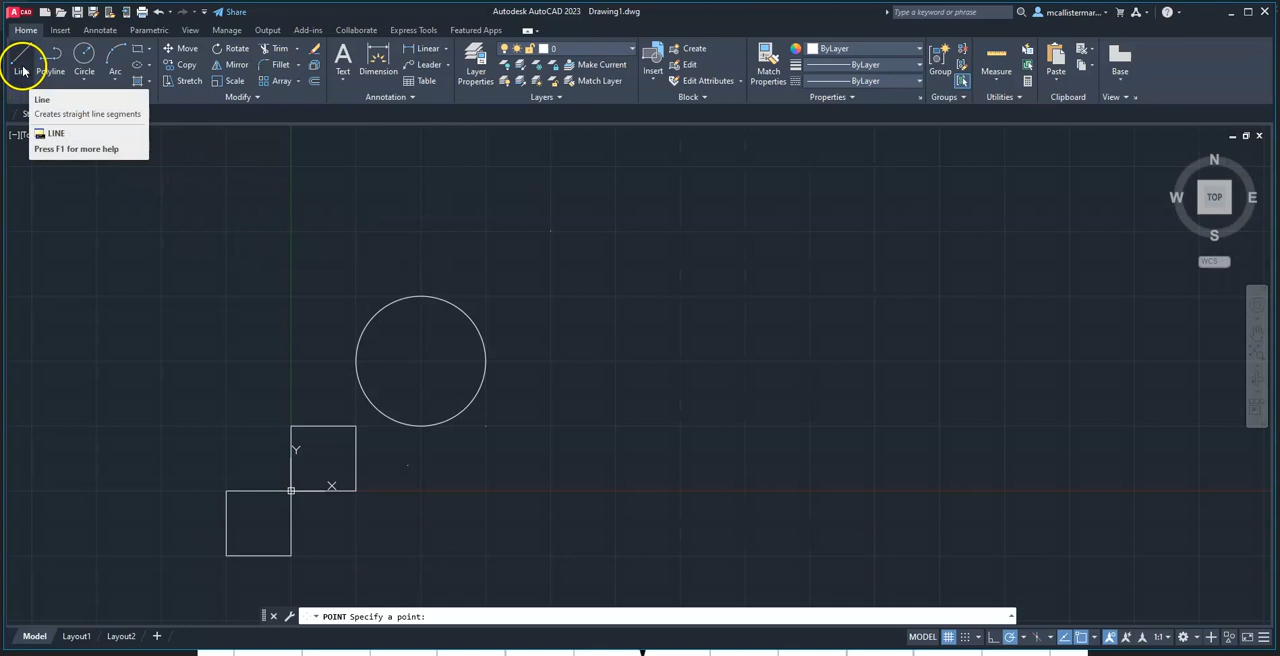 CAD
Share
Autodesk AutoCAD 2023 Drawing1.dwg
Type a keyword or phrase
mcallistermar...
Home Insert Annotate Parametric View Manage Output Add-ins Collaborate Express Tools Featured Apps
Line Polyline Circle Arc
Move Rotate Trim
Copy Mirror Fillet
Stretch Scale Array
Modify
Text Dimension
Linear
Leader
Table
Annotation
Layer Properties
0
Make Current
Match Layer
Layers
Insert
Create
Edit
Edit Attributes
Block
Match Properties
ByLayer
ByLayer
ByLayer
Properties
Group
Groups
Measure
Utilities
Paste
Clipboard
Base
View
Line
Creates straight line segments
LINE
Press F1 for more help
N
W TOP E
S
WCS
Y
X
POINT Specify a point:
Model Layout1 Layout2 +
MODEL 1:1